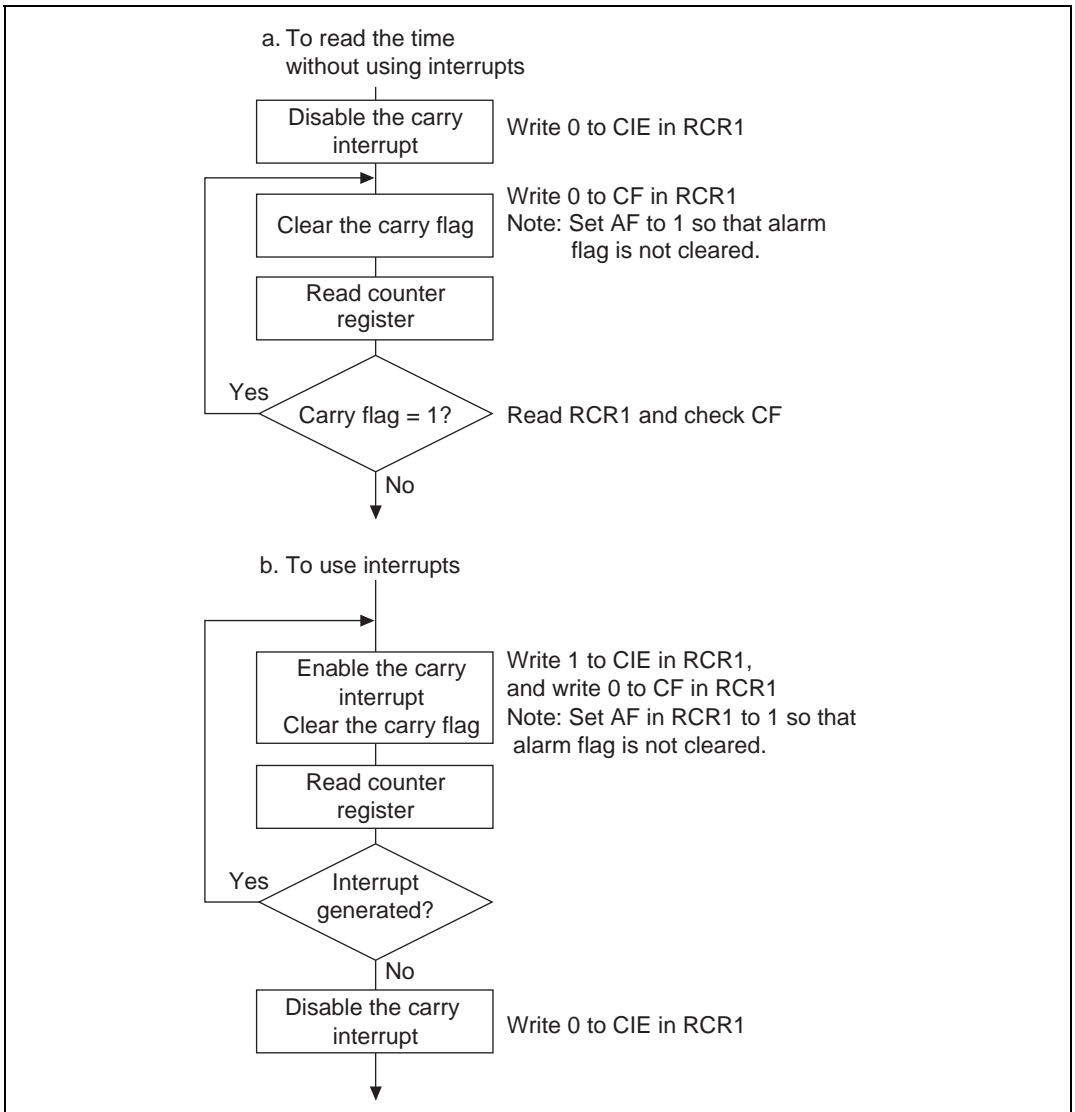 a. To read the time
without using interrupts
Disable the carry
interrupt
Write 0 to CIE in RCR1
Clear the carry flag
Write 0 to CF in RCR1
Note: Set AF to 1 so that alarm
flag is not cleared.
Read counter
register
Yes
Carry flag = 1?
Read RCR1 and check CF
No
b. To use interrupts
Enable the carry
interrupt
Clear the carry flag
Write 1 to CIE in RCR1,
and write 0 to CF in RCR1
Note: Set AF in RCR1 to 1 so that
alarm flag is not cleared.
Read counter
register
Yes
Interrupt
generated?
No
Disable the carry
interrupt
Write 0 to CIE in RCR1